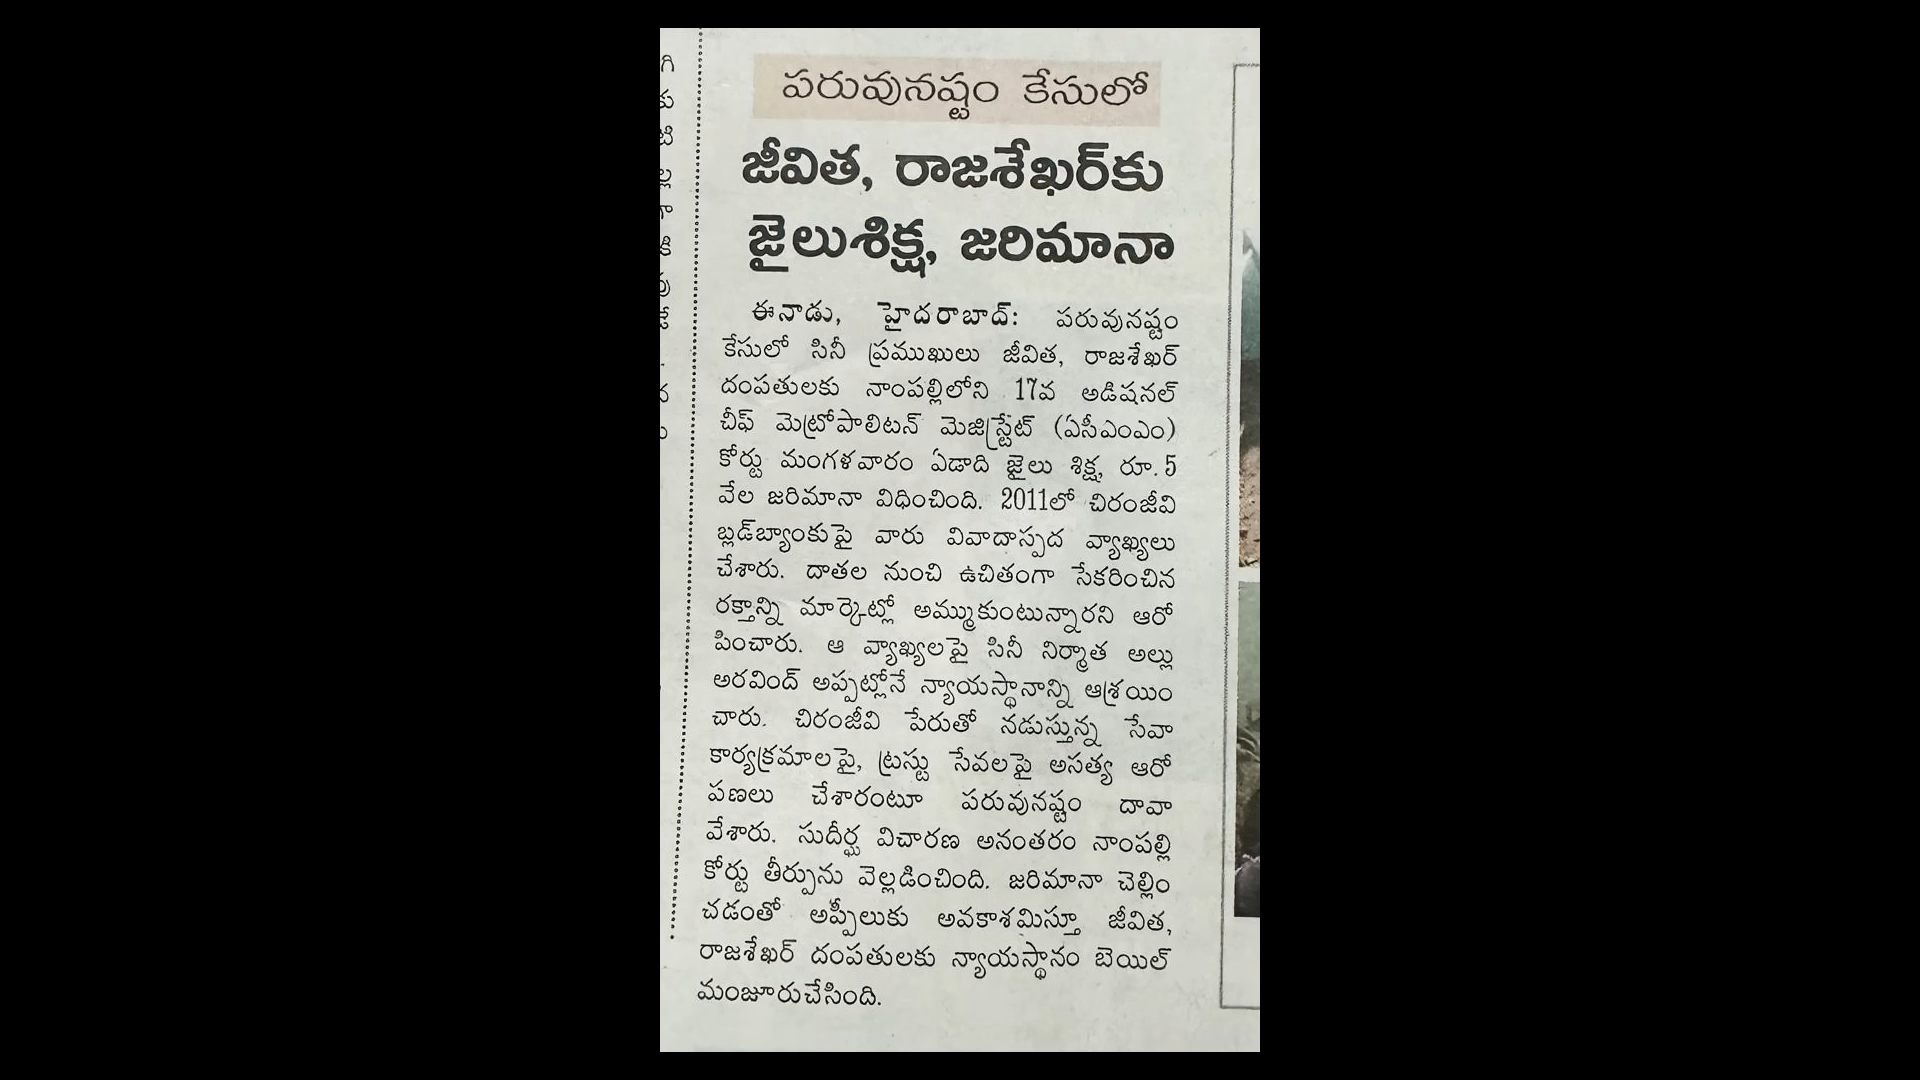 పరువునష్టం కేసులో
జీవిత, రాజశేఖర్‌కు
జైలుశిక్ష, జరిమానా
ఈనాడు, హైదరాబాద్: పరువునష్టం
కేసులో సినీ ప్రముఖులు జీవిత, రాజశేఖర్
దంపతులకు నాంపల్లిలోని 17వ అడిషనల్
చీఫ్ మెట్రోపాలిటన్ మెజిస్ట్రేట్ (ఏసీఎంఎం)
కోర్టు మంగళవారం ఏడాది జైలు శిక్ష, రూ.5
వేల జరిమానా విధించింది. 2011లో చిరంజీవి
బ్లడ్‌బ్యాంకుపై వారు వివాదాస్పద వ్యాఖ్యలు
చేశారు. దాతల నుంచి ఉచితంగా సేకరించిన
రక్తాన్ని మార్కెట్లో అమ్ముకుంటున్నారని ఆరో
పించారు. ఆ వ్యాఖ్యలపై సినీ నిర్మాత అల్లు
అరవింద్ అప్పట్లోనే న్యాయస్థానాన్ని ఆశ్రయిం
చారు. చిరంజీవి పేరుతో నడుస్తున్న సేవా
కార్యక్రమాలపై, ట్రస్టు సేవలపై అసత్య ఆరో
పణలు చేశారంటూ పరువునష్టం దావా
వేశారు. సుదీర్ఘ విచారణ అనంతరం నాంపల్లి
కోర్టు తీర్పును వెల్లడించింది. జరిమానా చెల్లిం
చడంతో అప్పీలుకు అవకాశమిస్తూ జీవిత,
రాజశేఖర్ దంపతులకు న్యాయస్థానం బెయిల్
మంజూరుచేసింది.